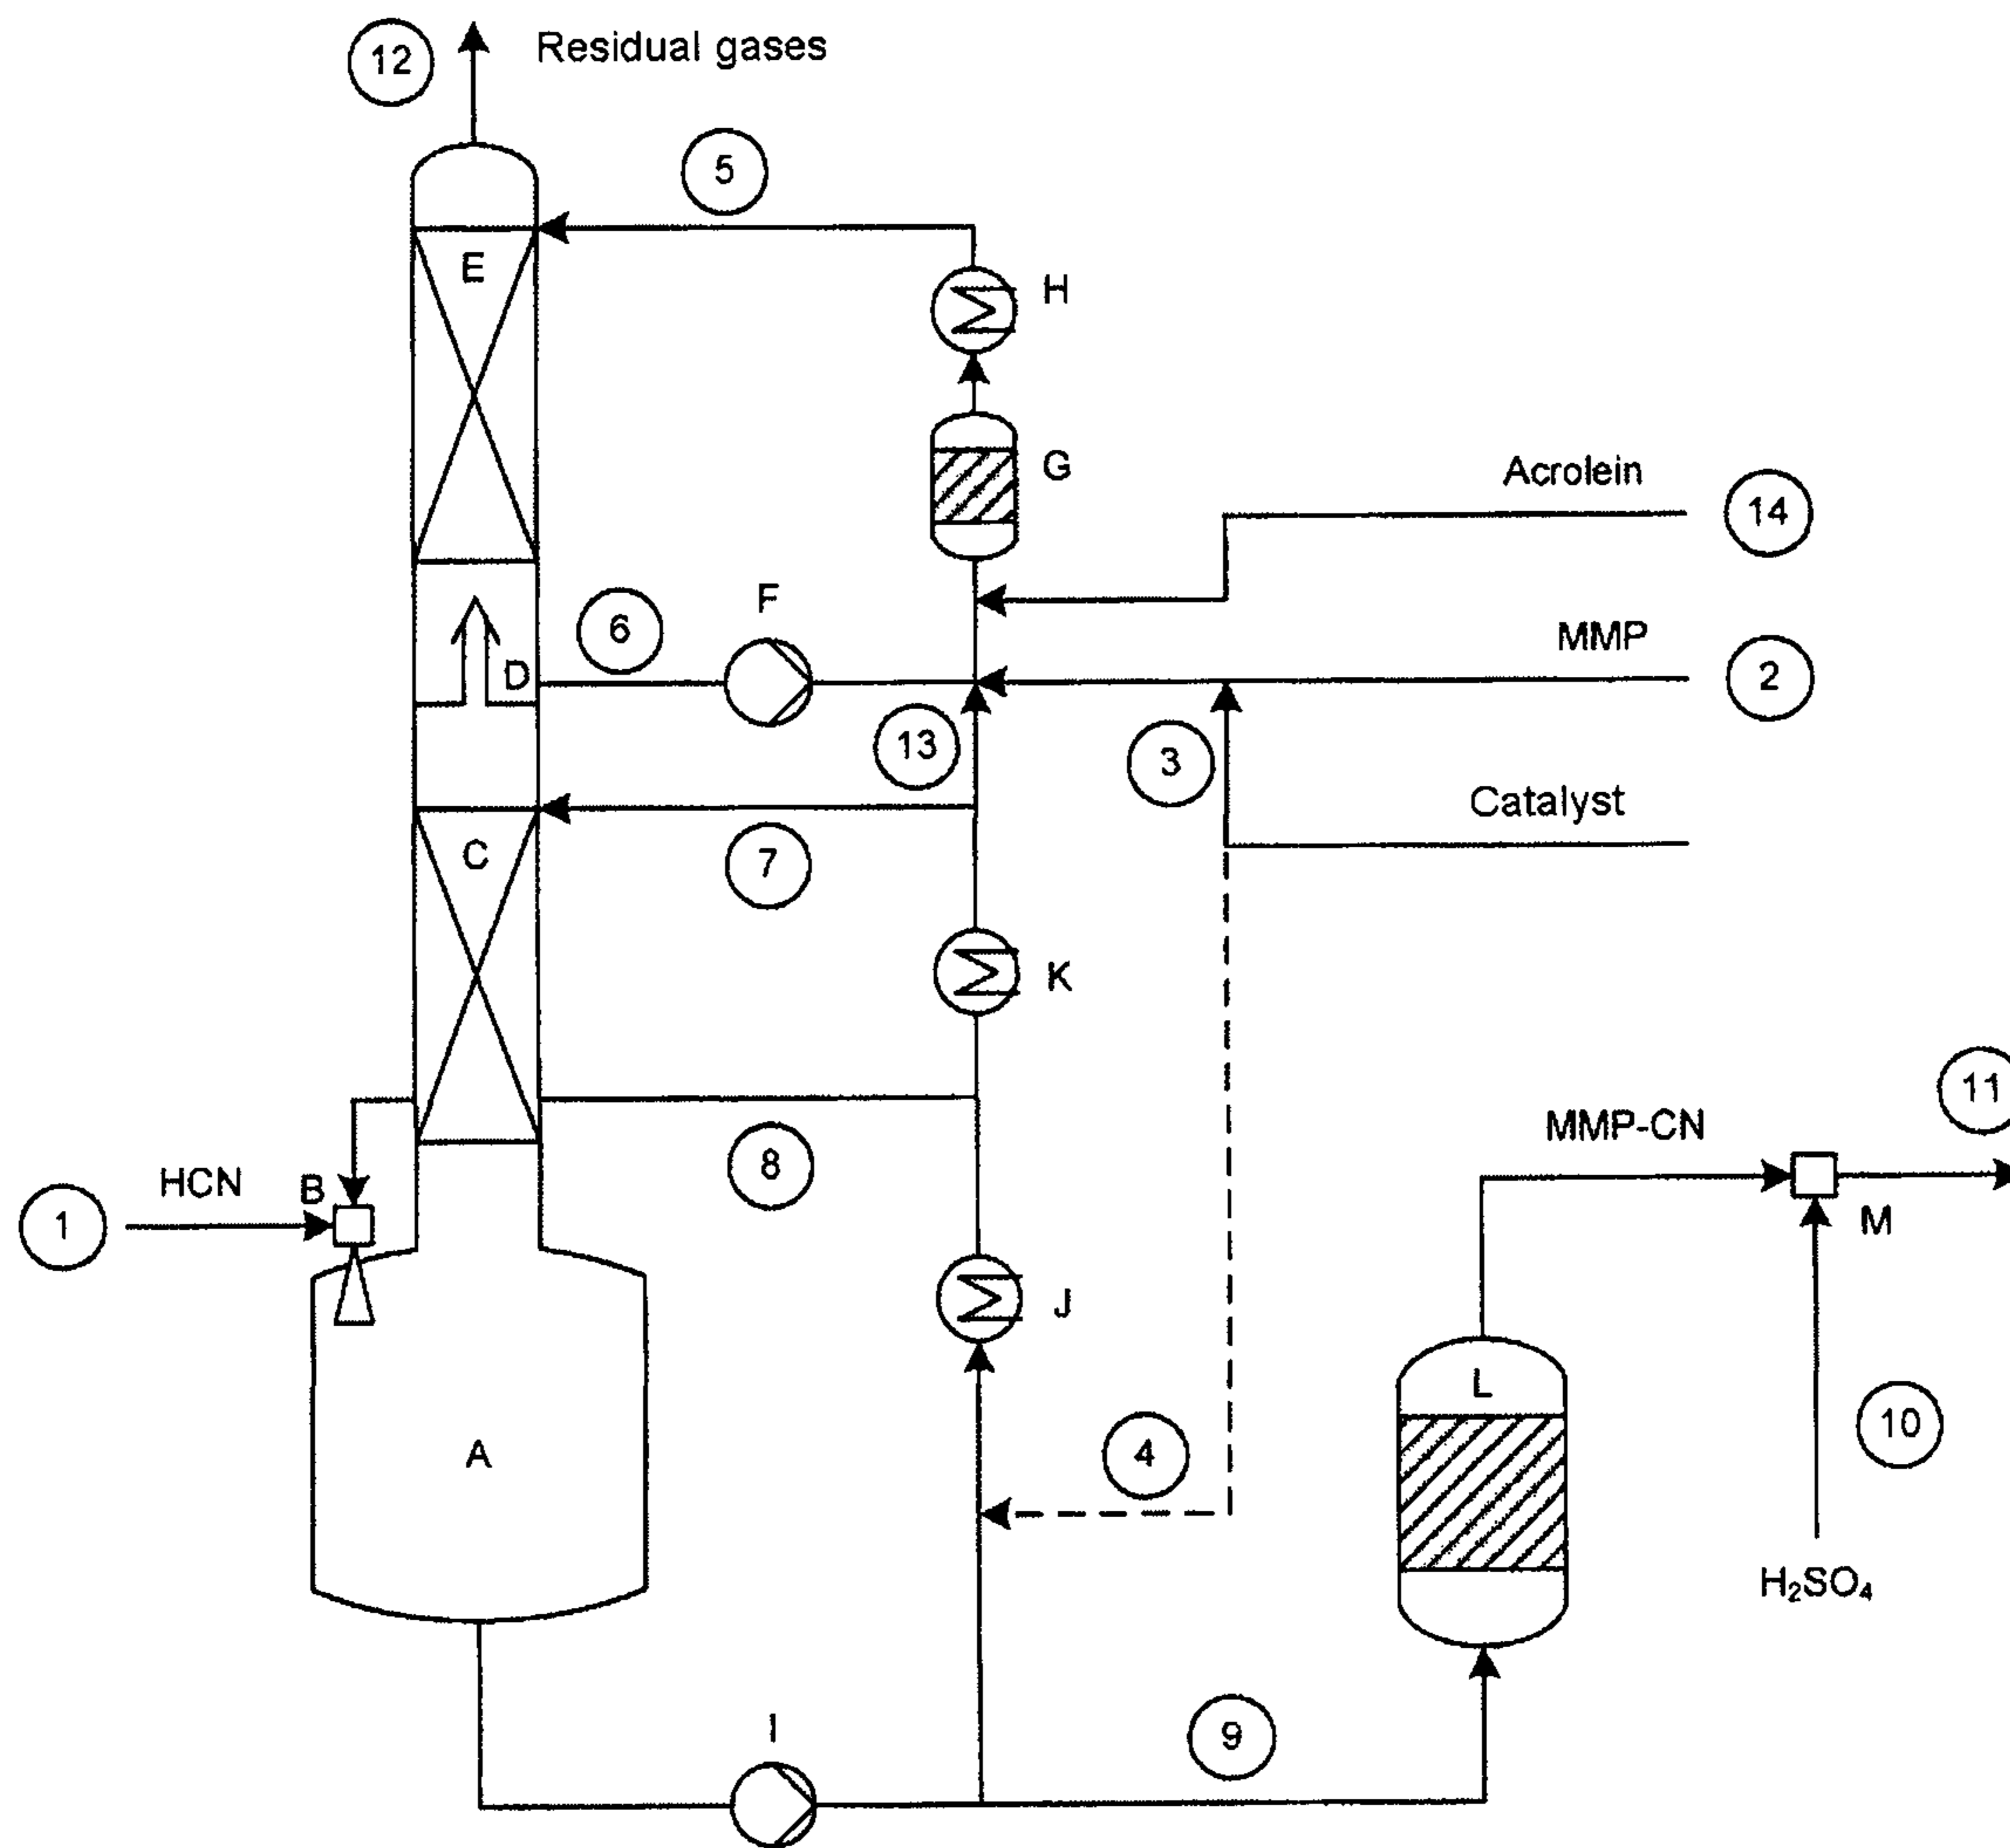 12
Residual gases
5
E
H
G
Acrolein
14
F
6
MMP
D
2
13
3
Catalyst
C
7
K
11
MMP-CN
8
HCN
B
1
M
J
L
10
A
4
H₂SO₄
I
9